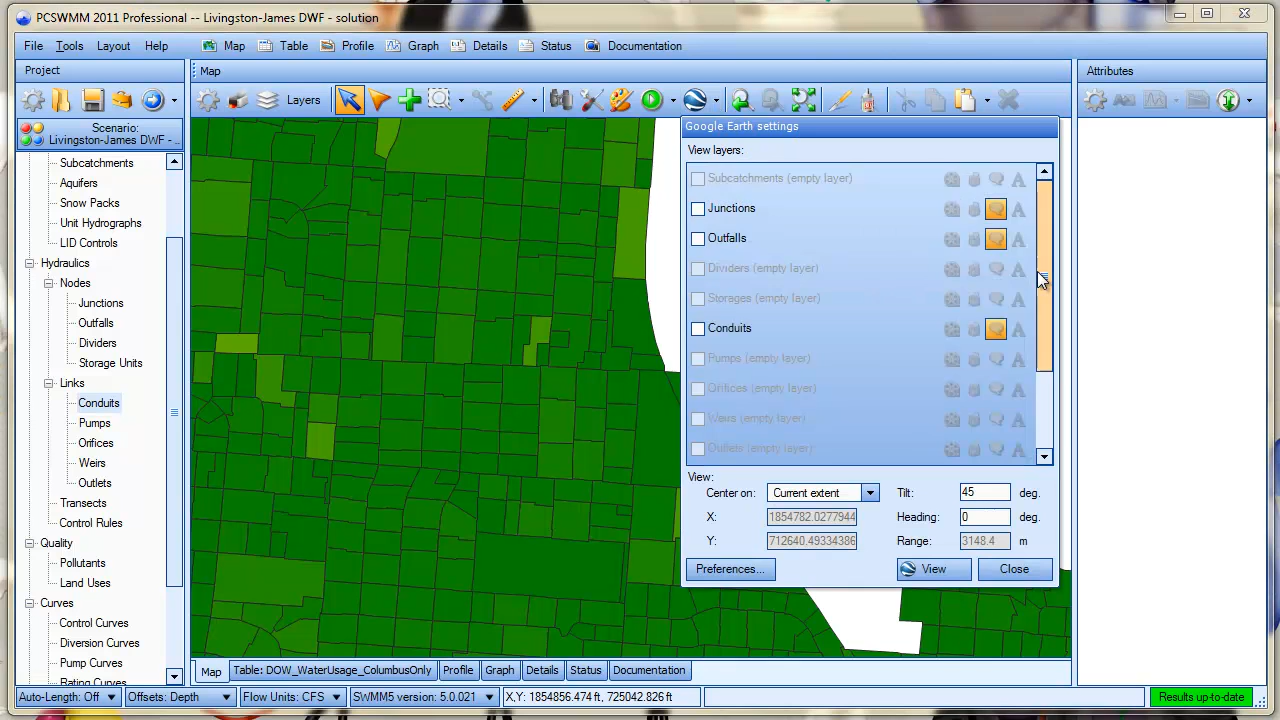 PCSWMM 2011 Professional -- Livingston-James DWF - solution
File Tools Layout Help Map Table Profile Graph Details Status Documentation
Project
Map
Attributes
Layers
Scenario:
Livingston-James DWF - ..
Subcatchments
Aquifers
Snow Packs
Unit Hydrographs
LID Controls
Hydraulics
Nodes
Junctions
Outfalls
Dividers
Storage Units
Links
Conduits
Pumps
Orifices
Weirs
Outlets
Transects
Control Rules
Quality
Pollutants
Land Uses
Curves
Control Curves
Diversion Curves
Pump Curves
Rating Curves
Google Earth settings
View layers:
Subcatchments (empty layer)
Junctions
Outfalls
Dividers (empty layer)
Storages (empty layer)
Conduits
Pumps (empty layer)
Orifices (empty layer)
Weirs (empty layer)
Outlets (empty layer)
View:
Center on: Current extent Tilt: 45 deg.
X: 1854782.0277944 Heading: 0 deg.
Y: 712640.49334386 Range: 3148.4 m
Preferences... View Close
Map Table: DOW_WaterUsage_ColumbusOnly Profile Graph Details Status Documentation
Auto-Length: Off Offsets: Depth Flow Units: CFS SWMM5 version: 5.0.021 X,Y: 1854856.474 ft, 725042.826 ft Results up-to-date